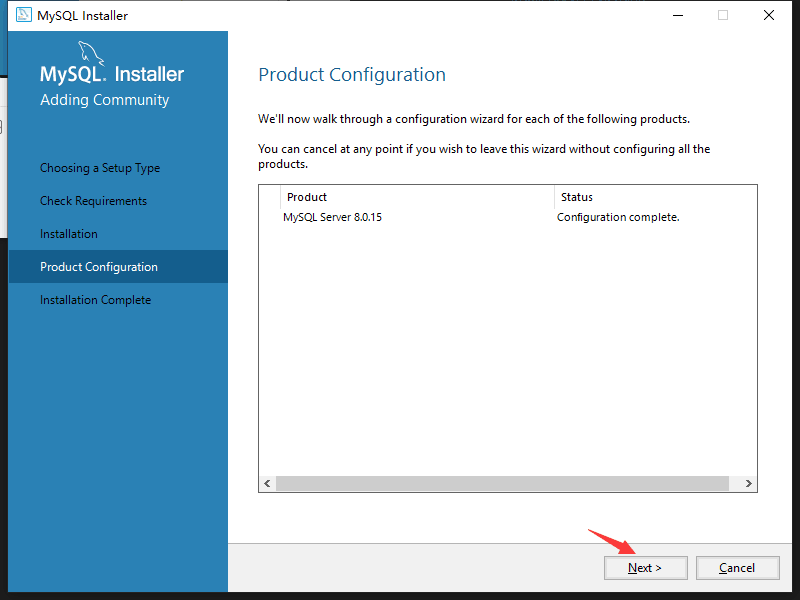 MySQL Installer
MySQL. Installer
Adding Community
Choosing a Setup Type
Check Requirements
Installation
Product Configuration
Installation Complete
Product Configuration
We'll now walk through a configuration wizard for each of the following products.
You can cancel at any point if you wish to leave this wizard without configuring all the
products.
Product Status
MySQL Server 8.0.15 Configuration complete.
Next >
Cancel